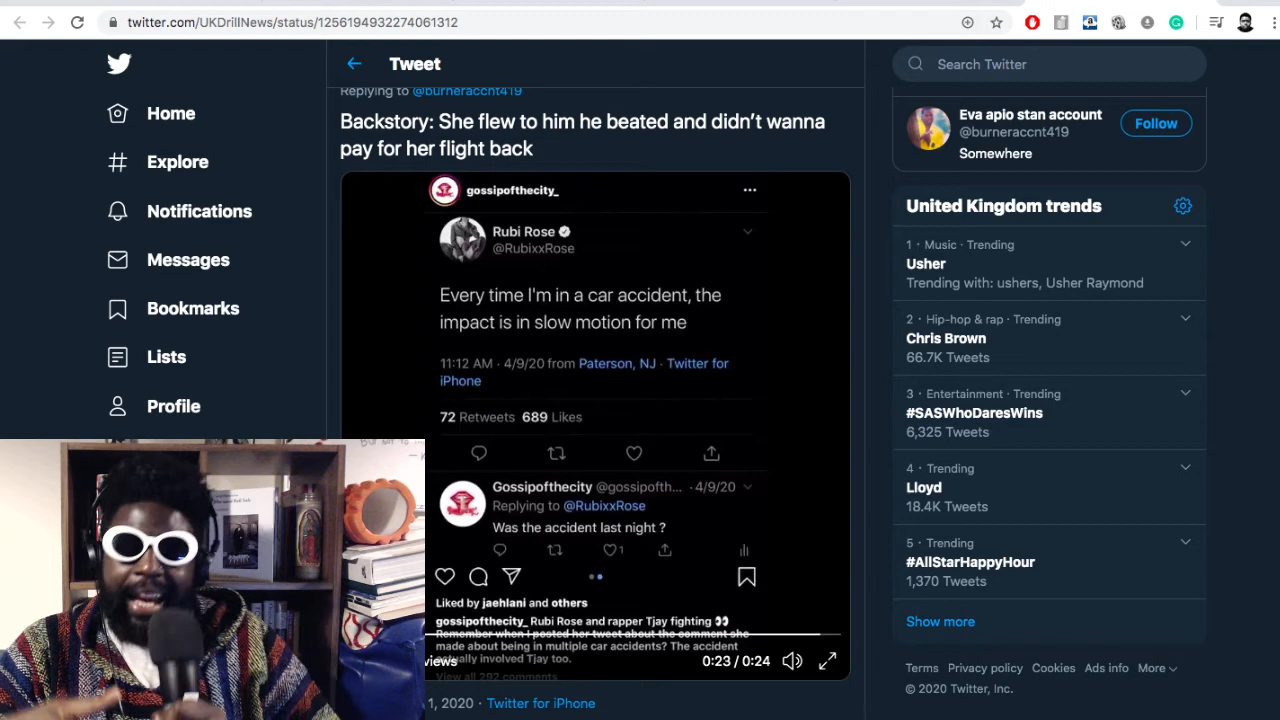 twitter.com/UKDrillNews/status/1256194932274061312
Home
Explore
Notifications
Messages
Bookmarks
Lists
Profile
Tweet
Replying to @burneraccnt419
Backstory: She flew to him he beated and didn't wanna
pay for her flight back
gossipofthecity_
Rubi Rose
@RubixxRose
Every time I'm in a car accident, the
impact is in slow motion for me
11:12 AM · 4/9/20 from Paterson, NJ · Twitter for
iPhone
72 Retweets 689 Likes
Gossipofthecity @gossipofth... · 4/9/20
Replying to @RubixxRose
Was the accident last night ?
1
Liked by jaehlani and others
gossipofthecity_ Rubi Rose and rapper Tjay fighting 👀
Remember when I posted her tweet about the comment she
made about being in multiple car accidents? The accident
actually involved Tjay too.
View all 292 comments
views
0:23 / 0:24
1, 2020 · Twitter for iPhone
Search Twitter
Eva apio stan account
@burneraccnt419
Follow
Somewhere
United Kingdom trends
1 · Music · Trending
Usher
Trending with: ushers, Usher Raymond
2 · Hip-hop & rap · Trending
Chris Brown
66.7K Tweets
3 · Entertainment · Trending
#SASWhoDaresWins
6,325 Tweets
4 · Trending
Lloyd
18.4K Tweets
5 · Trending
#AllStarHappyHour
1,370 Tweets
Show more
Terms Privacy policy Cookies Ads info More
© 2020 Twitter, Inc.